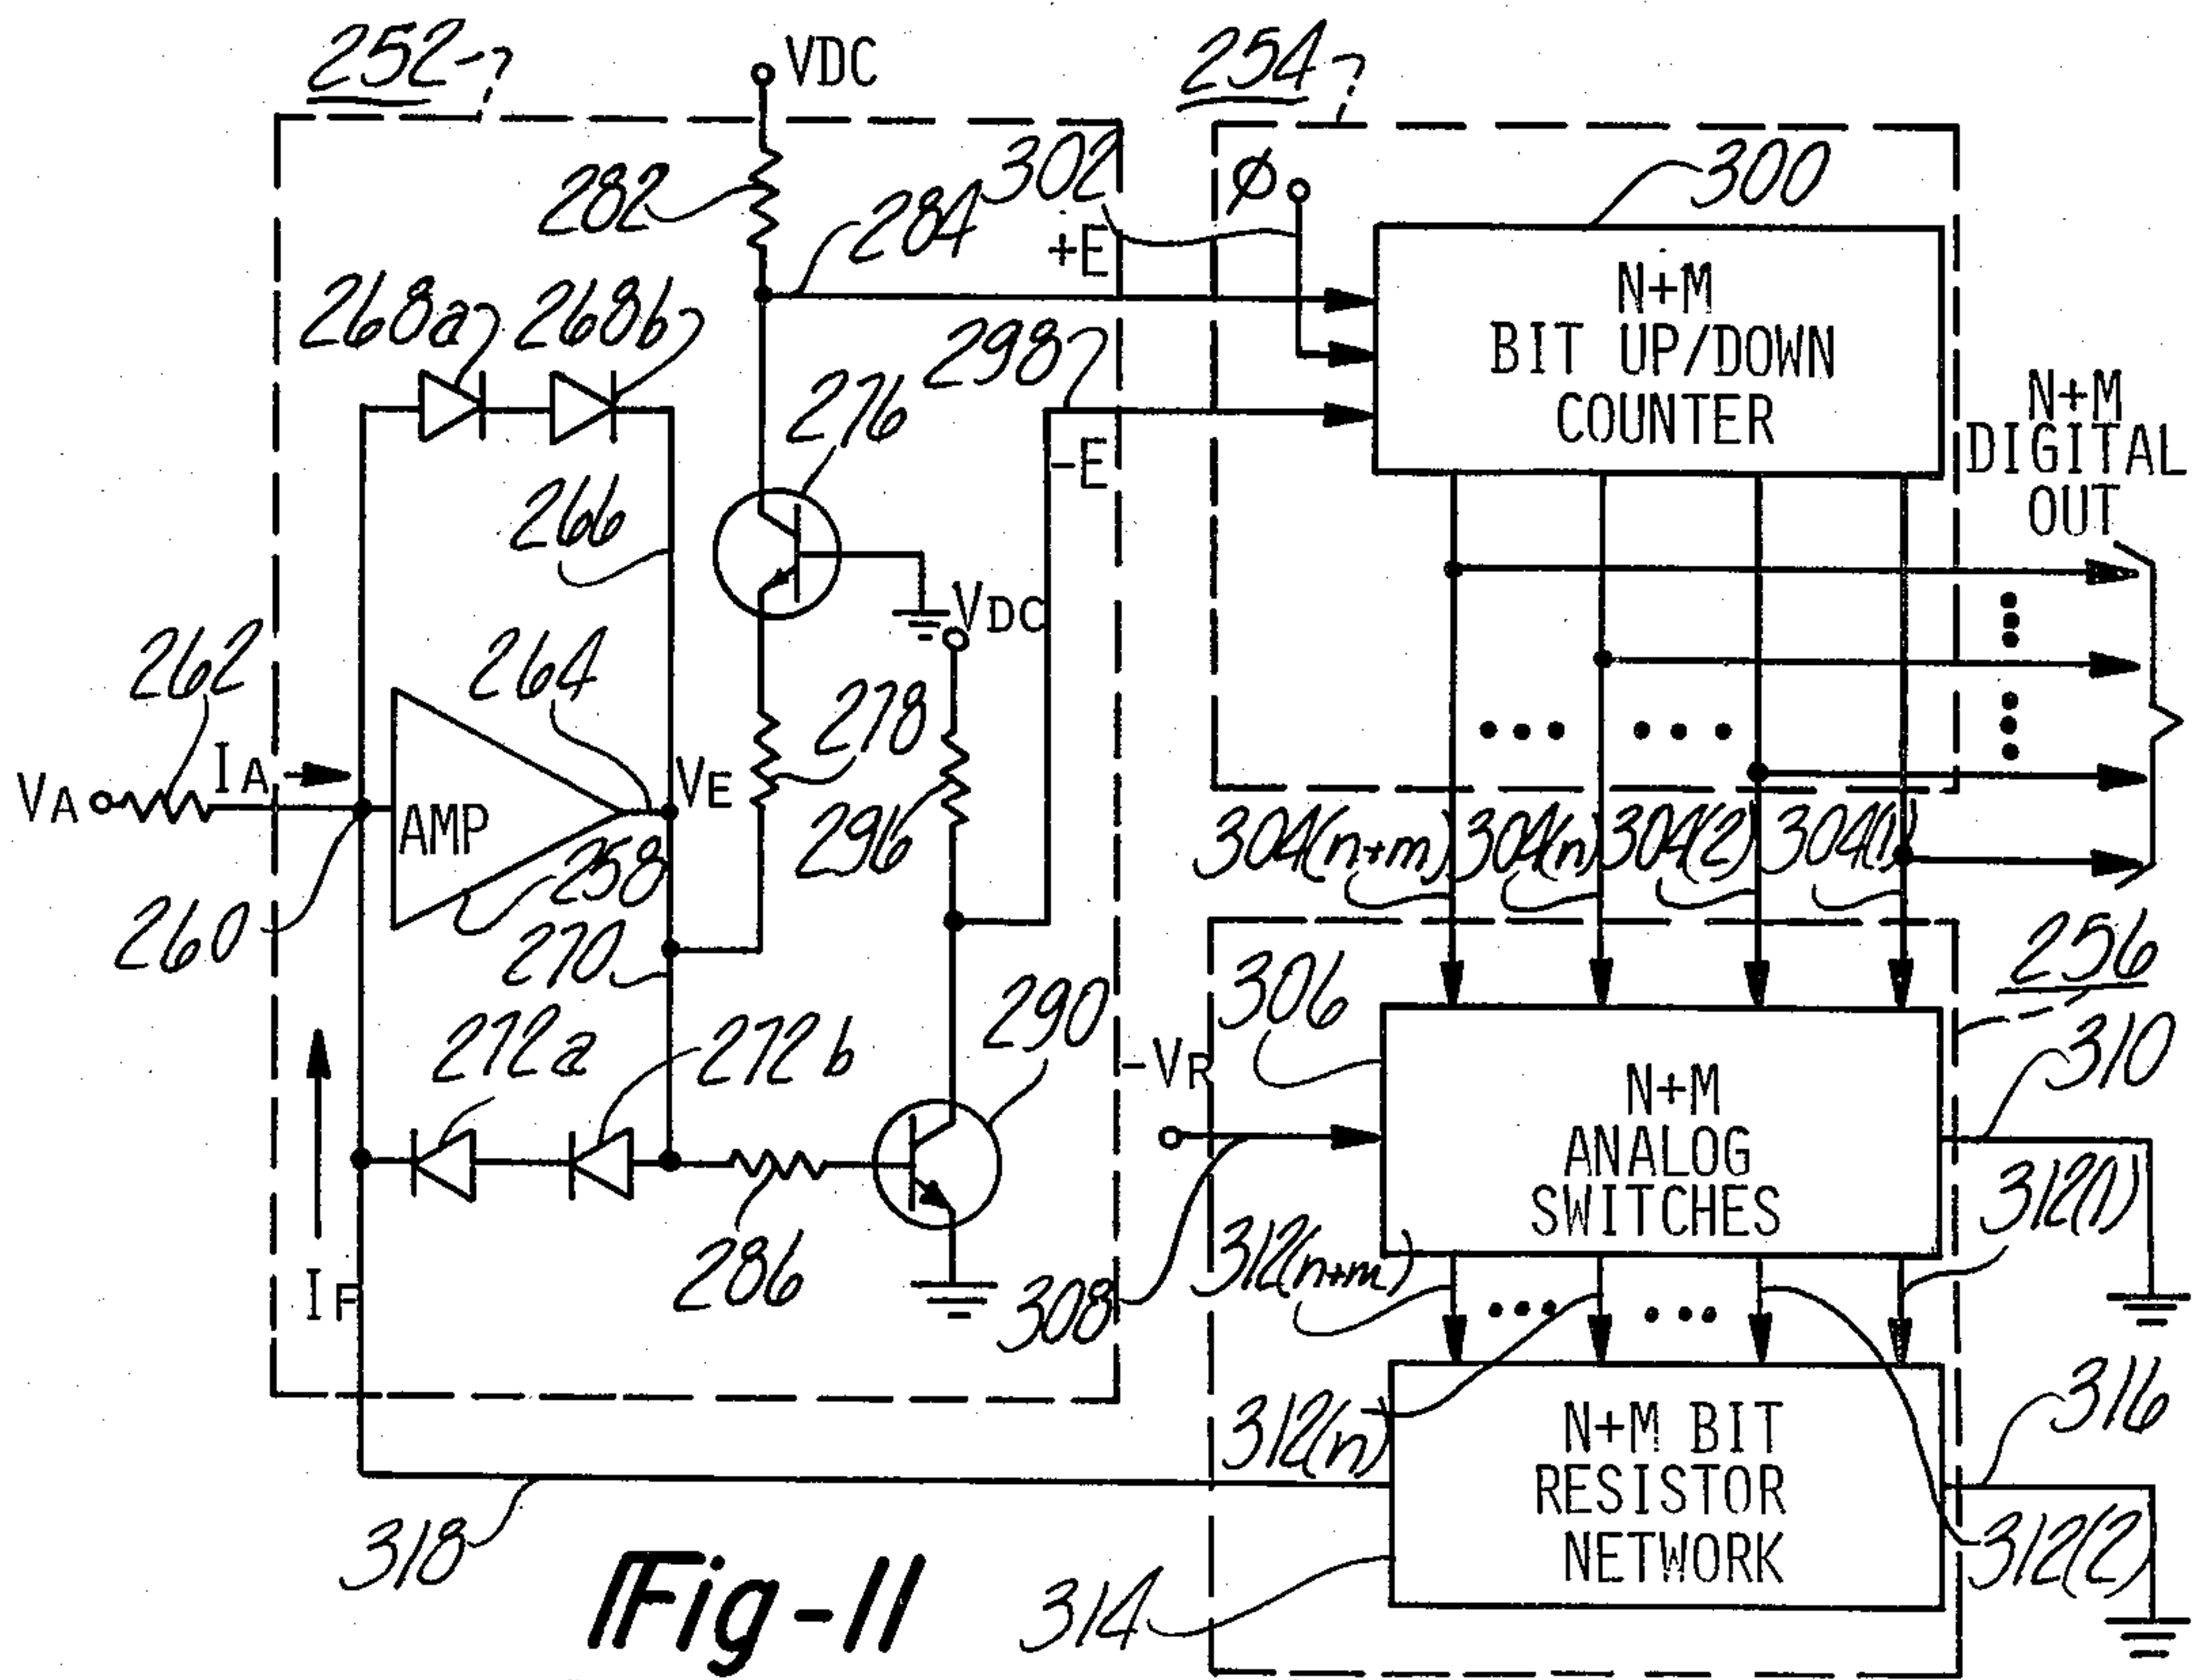 252
VDC
254
302
Ø
300
282
284
+E
N+M
BIT UP/DOWN
COUNTER
268a
268b
298
276
-E
N+M
DIGITAL
OUT
266
VDC
262
264
278
IA
VE
VA
AMP
296
258
304(n+m)
304(n)
304(2)
304(1)
260
270
256
306
290
272a
272b
-VR
310
N+M
ANALOG
SWITCHES
312(1)
286
312(n+m)
IF
308
316
312(n)
N+M BIT
RESISTOR
NETWORK
318
312(2)
314
Fig-11